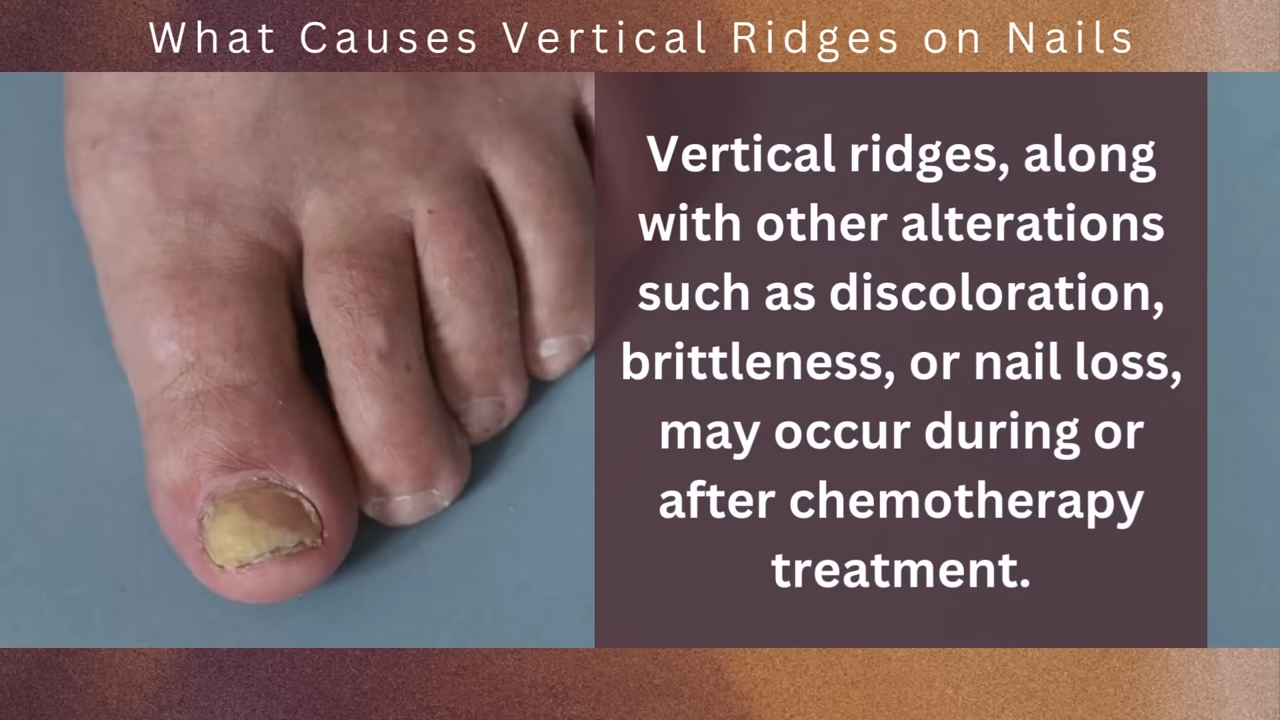 What Causes Vertical Ridges on Nails
Vertical ridges, along
with other alterations
such as discoloration,
brittleness, or nail loss,
may occur during or
after chemotherapy
treatment.